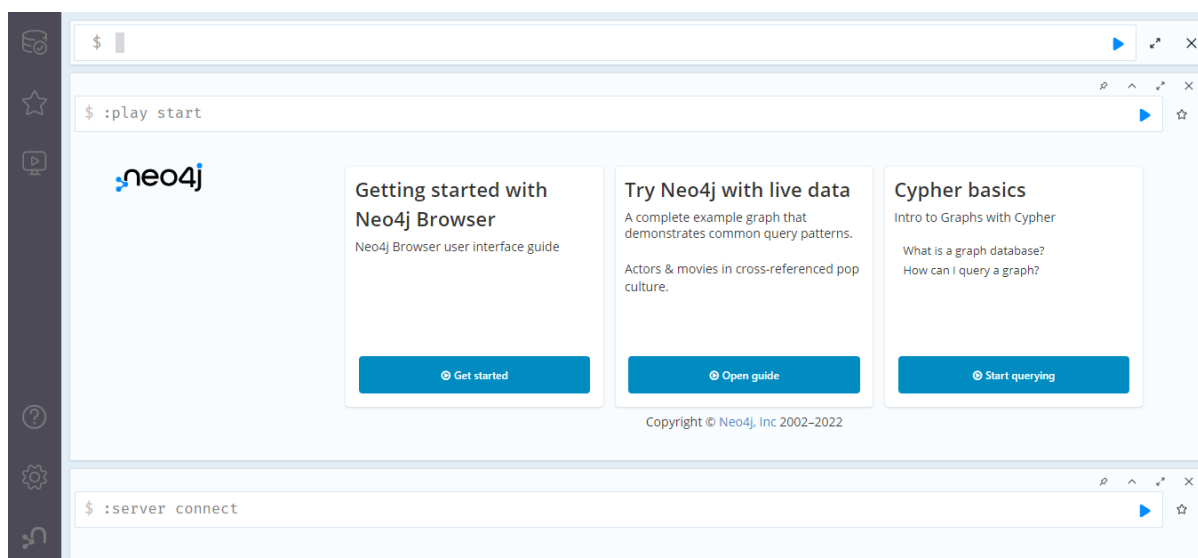 $
$ :play start
neo4j
Getting started with
Neo4j Browser
Neo4j Browser user interface guide
Get started
Try Neo4j with live data
A complete example graph that
demonstrates common query patterns.
Actors & movies in cross-referenced pop
culture.
Open guide
Cypher basics
Intro to Graphs with Cypher
What is a graph database?
How can I query a graph?
Start querying
Copyright © Neo4j, Inc 2002–2022
$ :server connect